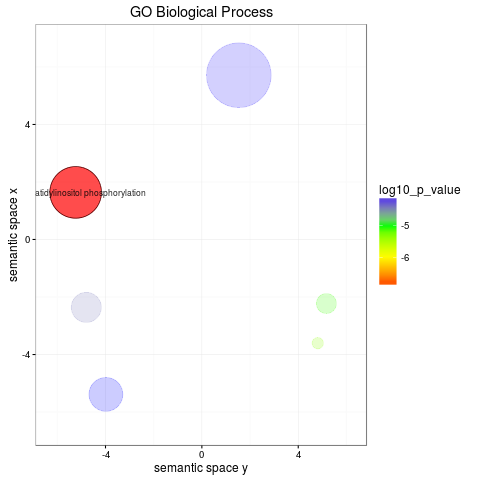 GO Biological Process
4
0
-4
semantic space x
atidylinositol phosphorylation
-4
0
4
semantic space y
log10_p_value
-5
-6